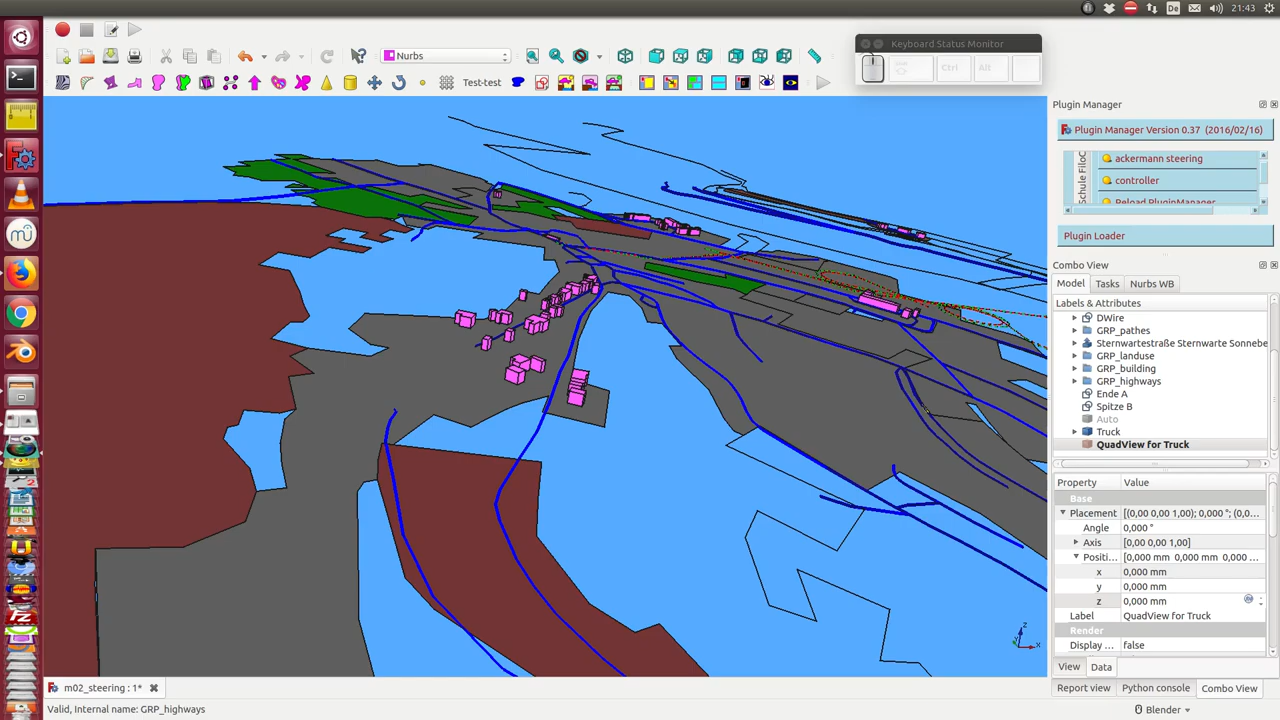 De
21:43
Nurbs
Keyboard Status Monitor
Ctrl
Alt
Test-test
Plugin Manager
Plugin Manager Version 0.37 (2016/02/16)
Schule FiloC
ackermann steering
controller
Reload PluginManager
Plugin Loader
Combo View
Model
Tasks
Nurbs WB
Labels & Attributes
DWire
GRP_pathes
Sternwartestraße Sternwarte Sonnebe
GRP_landuse
GRP_building
GRP_highways
Ende A
Spitze B
Auto
Truck
QuadView for Truck
Property
Value
Base
Placement
[(0,00 0,00 1,00); 0,000 °; (0,0...
Angle
0,000 °
Axis
[0,00 0,00 1,00]
Positi...
[0,000 mm 0,000 mm 0,000 ...
x
0,000 mm
y
0,000 mm
z
0,000 mm
Label
QuadView for Truck
Render
Display ...
false
View
Data
m02_steering : 1*
Report view
Python console
Combo View
Valid, Internal name: GRP_highways
Blender